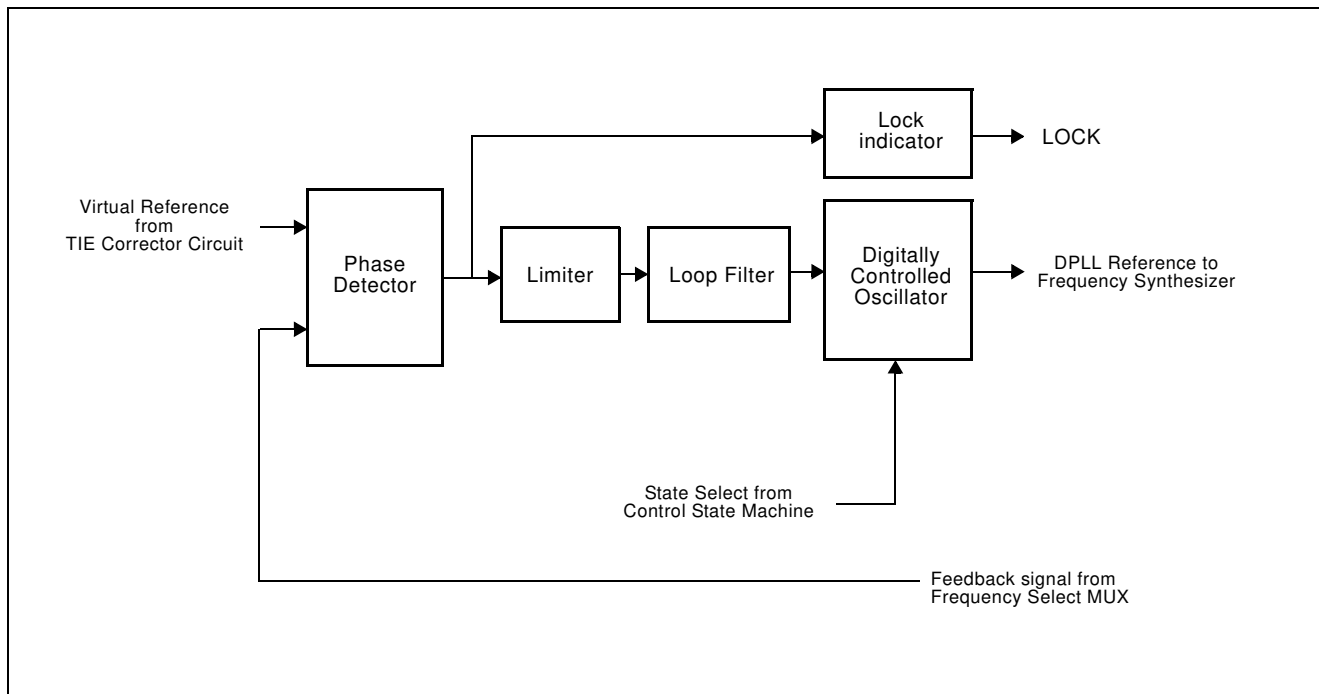 Lock
indicator
LOCK
Virtual Reference
from
TIE Corrector Circuit
Phase
Detector
Limiter
Loop Filter
Digitally
Controlled
Oscillator
DPLL Reference to
Frequency Synthesizer
State Select from
Control State Machine
Feedback signal from
Frequency Select MUX